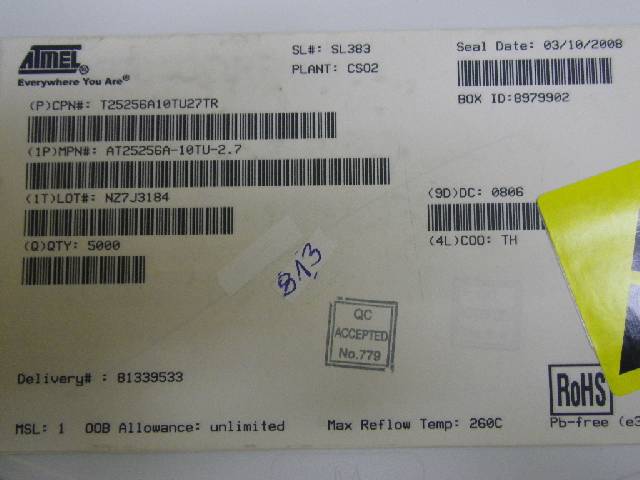 ATMEL®
Everywhere You Are®
SL#: SL383
PLANT: CS02
Seal Date: 03/10/2008
BOX ID:8979902
(P)CPN#: T25256A10TU27TR
(1P)MPN#: AT25256A-10TU-2.7
(1T)LOT#: NZ7J3184
(9D)DC: 0806
(Q)QTY: 5000
(4L)COO: TH
813
QC
ACCEPTED
No.779
Delivery# : 81339533
RoHS
MSL: 1 OOB Allowance: unlimited Max Reflow Temp: 260C Pb-free (e3